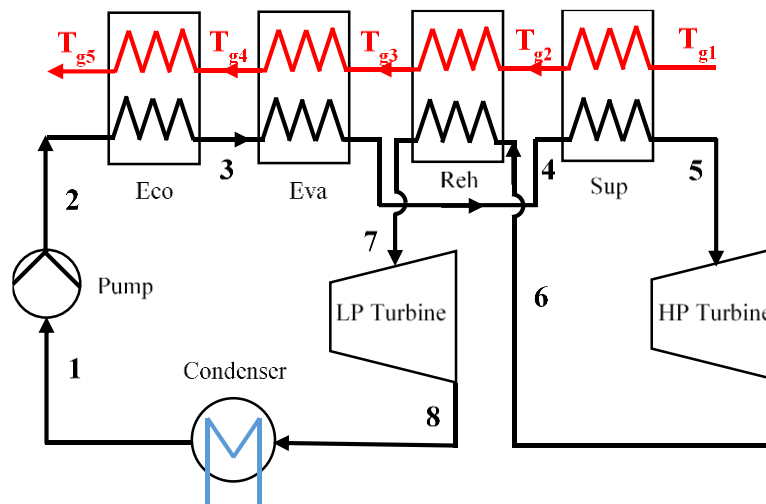 Tg5
Tg4
Tg3
Tg2
Tg1
Eco
3
Eva
Reh
4
Sup
5
2
7
6
Pump
LP Turbine
HP Turbine
1
Condenser
8